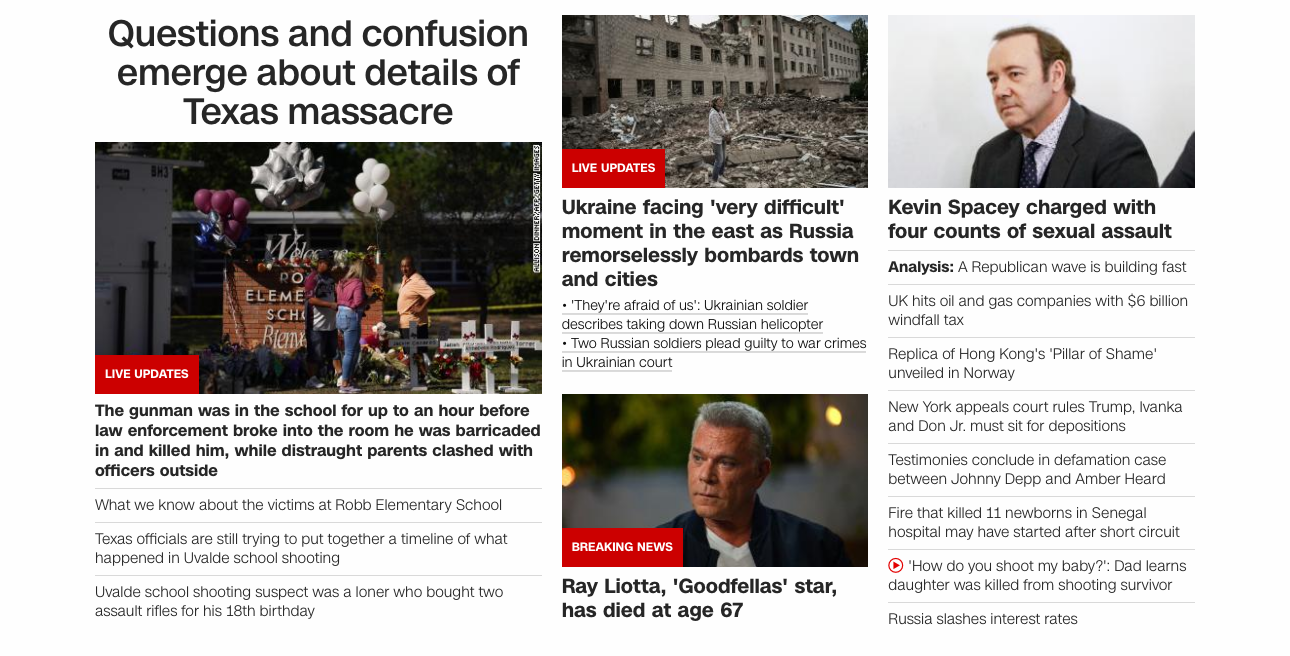 Questions and confusion
emerge about details of
Texas massacre
BH3
ALLISON DINNER/AFP/GETTY IMAGES
Welcome
RO
ELEME
SCH
Bienve
LIVE UPDATES
The gunman was in the school for up to an hour before
law enforcement broke into the room he was barricaded
in and killed him, while distraught parents clashed with
officers outside
What we know about the victims at Robb Elementary School
Texas officials are still trying to put together a timeline of what
happened in Uvalde school shooting
Uvalde school shooting suspect was a loner who bought two
assault rifles for his 18th birthday
LIVE UPDATES
Ukraine facing 'very difficult'
moment in the east as Russia
remorselessly bombards town
and cities
• 'They're afraid of us': Ukrainian soldier
describes taking down Russian helicopter
• Two Russian soldiers plead guilty to war crimes
in Ukrainian court
BREAKING NEWS
Ray Liotta, 'Goodfellas' star,
has died at age 67
Kevin Spacey charged with
four counts of sexual assault
Analysis: A Republican wave is building fast
UK hits oil and gas companies with $6 billion
windfall tax
Replica of Hong Kong's 'Pillar of Shame'
unveiled in Norway
New York appeals court rules Trump, Ivanka
and Don Jr. must sit for depositions
Testimonies conclude in defamation case
between Johnny Depp and Amber Heard
Fire that killed 11 newborns in Senegal
hospital may have started after short circuit
'How do you shoot my baby?': Dad learns
daughter was killed from shooting survivor
Russia slashes interest rates